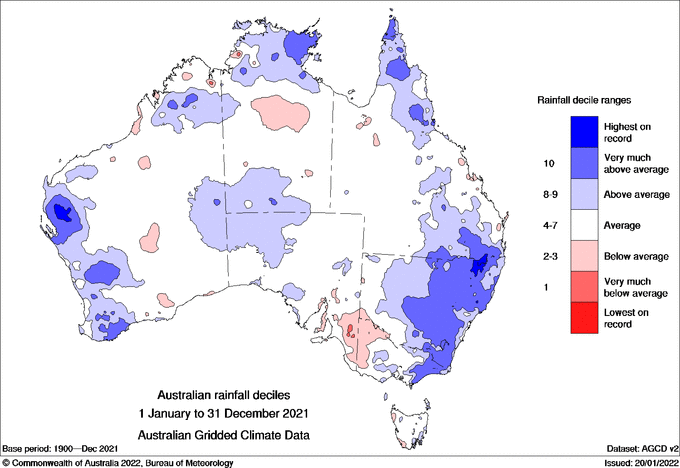 Rainfall decile ranges
Highest on
record
10
Very much
above average
8-9
Above average
4-7
Average
2-3
Below average
1
Very much
below average
Lowest on
record
Australian rainfall deciles
1 January to 31 December 2021
Australian Gridded Climate Data
Base period: 1900—Dec 2021
Dataset: AGCD v2
© Commonwealth of Australia 2022, Bureau of Meteorology
Issued: 20/01/2022